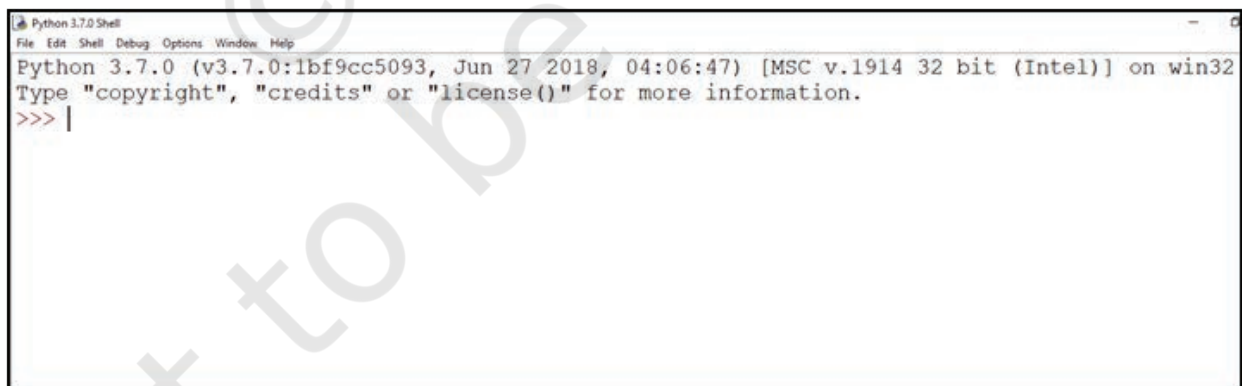 Python 3.7.0 Shell
File Edit Shell Debug Options Window Help
Python 3.7.0 (v3.7.0:1bf9cc5093, Jun 27 2018, 04:06:47) [MSC v.1914 32 bit (Intel)] on win32
Type "copyright", "credits" or "license()" for more information.
>>>
©
t to be